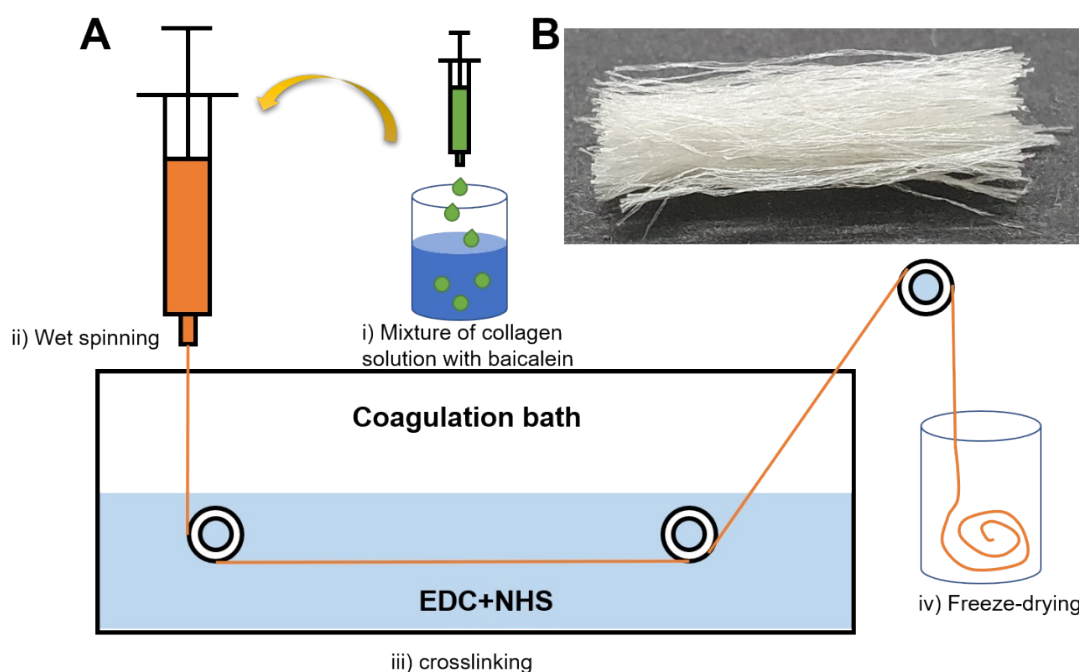 A
B
ii) Wet spinning
i) Mixture of collagen
solution with baicalein
Coagulation bath
EDC+NHS
iv) Freeze-drying
iii) crosslinking